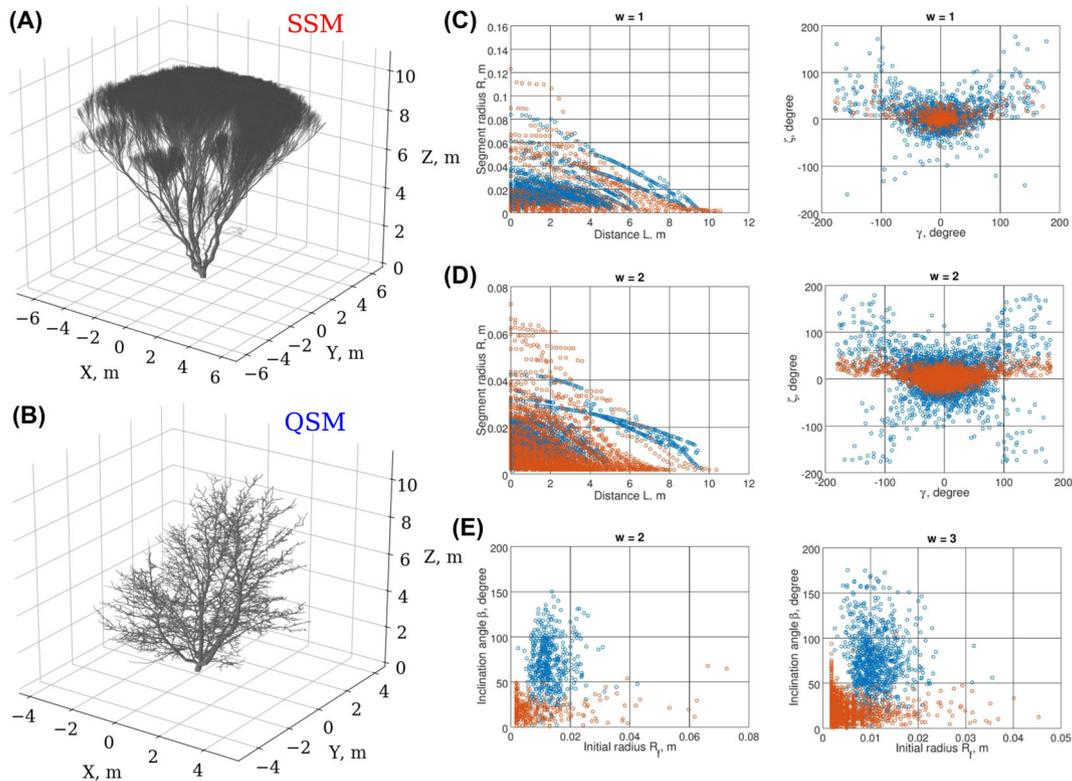 (A)
SSM
10
8
6
Z, m
4
2
0
−6
−4
−2
0
2
4
6
X, m
−6
−4
−2
0
2
4
6
Y, m
(B)
QSM
10
8
Z, m
6
4
2
0
−4
−2
0
2
4
X, m
−4
−2
0
2
4
Y, m
(C)
w = 1
Segment radius R, m
0.16
0.14
0.12
0.1
0.08
0.06
0.04
0.02
0
0 2 4 6 8 10 12
Distance L. m
w = 1
ζ, degree
200
100
0
-100
-200
-200 -100 0 100 200
γ, degree
(D)
w = 2
Segment radius R, m
0.08
0.06
0.04
0.02
0
0 2 4 6 8 10 12
Distance L. m
w = 2
ζ, degree
200
100
0
-100
200
-200 -100 0 100 200
γ, degree
(E)
w = 2
Inclination angle β, degree
200
150
100
50
0
0 0.02 0.04 0.06 0.08
Initial radius R_f, m
w = 3
Inclination angle β, degree
200
150
100
50
0
0 0.01 0.02 0.03 0.04 0.05
Initial radius R_f, m